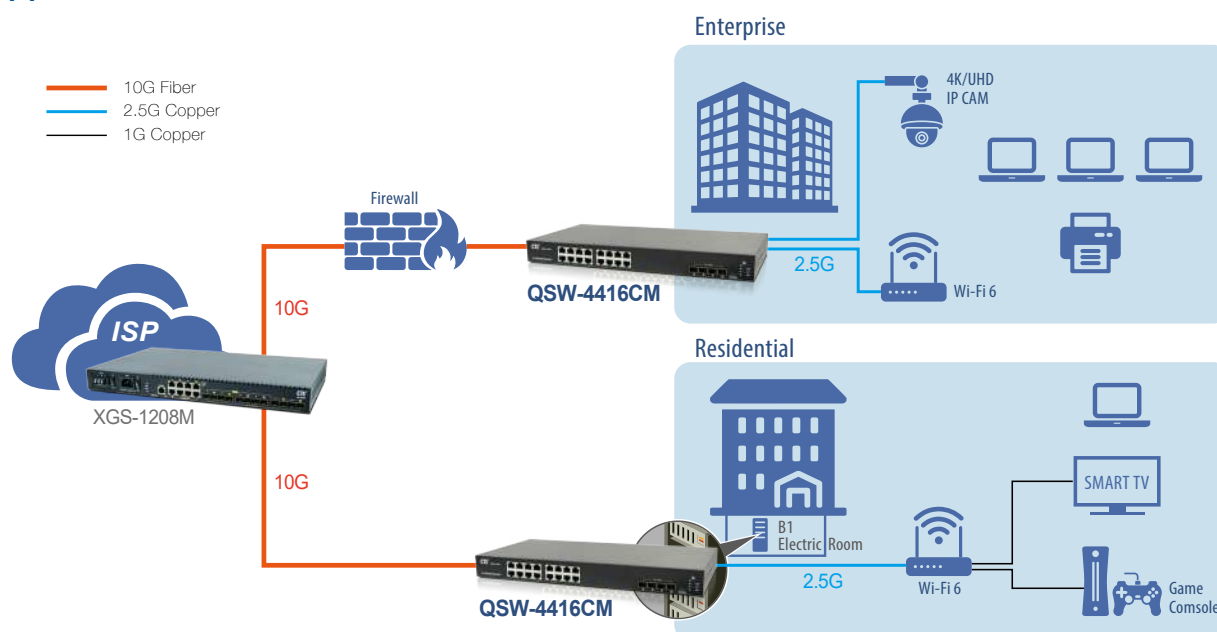 Enterprise
10G Fiber
2.5G Copper
1G Copper
4K/UHD
IP CAM
Firewall
2.5G
QSW-4416CM
Wi-Fi 6
10G
ISP
XGS-1208M
Residential
10G
SMART TV
B1
Electric Room
2.5G
Wi-Fi 6
Game
Comsole
QSW-4416CM